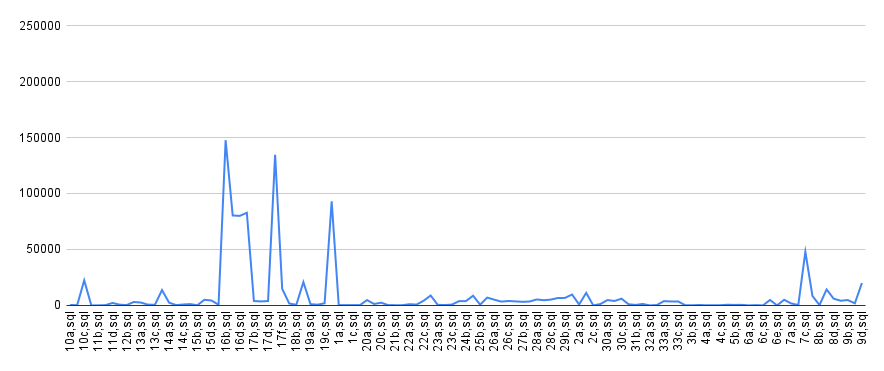 250000
200000
150000
100000
50000
0
10a,sql
10c,sql
11b,sql
11d,sql
12b,sql
13a,sql
13c,sql
14a,sql
14c,sql
15b,sql
15d,sql
16b,sql
16d,sql
17b,sql
17d,sql
17f,sql
18b,sql
19a,sql
19c,sql
1a,sql
1c,sql
20a,sql
20c,sql
21b,sql
22a,sql
22c,sql
23a,sql
23c,sql
24b,sql
25b,sql
26a,sql
26c,sql
27b,sql
28a,sql
28c,sql
29b,sql
2a,sql
2c,sql
30a,sql
30c,sql
31b,sql
32a,sql
33a,sql
33c,sql
3b,sql
4a,sql
4c,sql
5b,sql
6a,sql
6c,sql
6e,sql
7a,sql
7c,sql
8b,sql
8d,sql
9b,sql
9d,sql